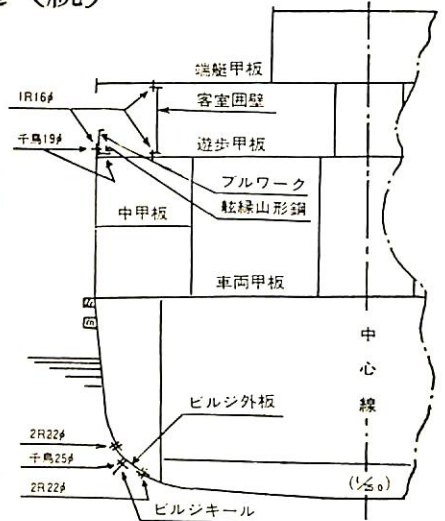 端艇甲板
1R16φ
客室囲壁
千鳥19φ
遊歩甲板
ブルワーク
舷縁山形鋼
中甲板
車両甲板
中心線
ビルジ外板
2R22φ
千鳥25φ
2R22φ
(1/50)
ビルジキール